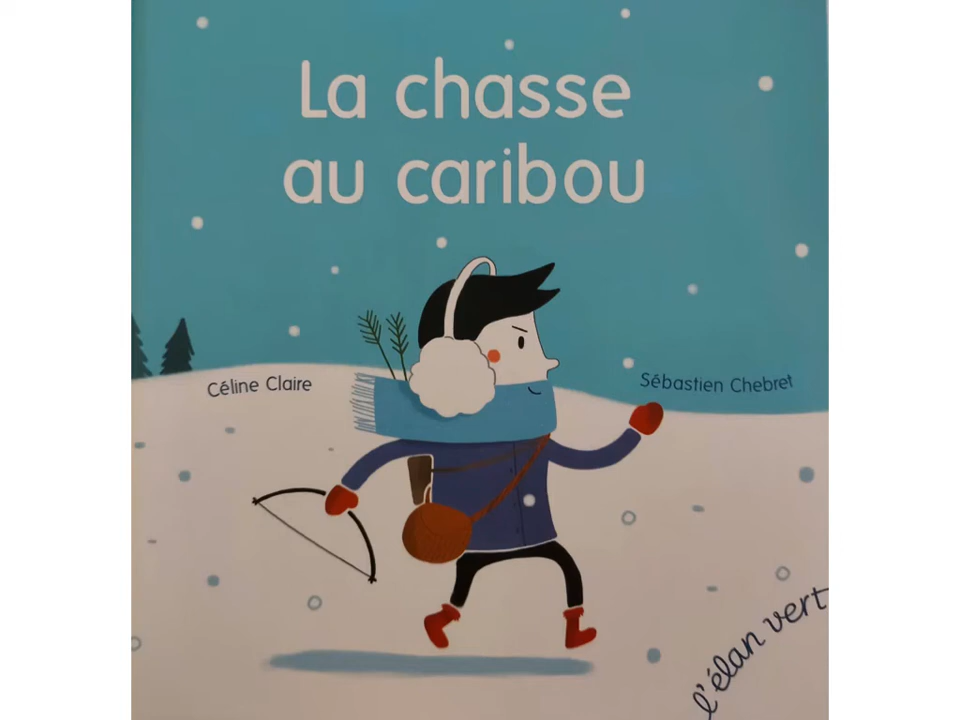 La chasse
au caribou
Céline Claire
Sébastien Chebret
l'élan vert